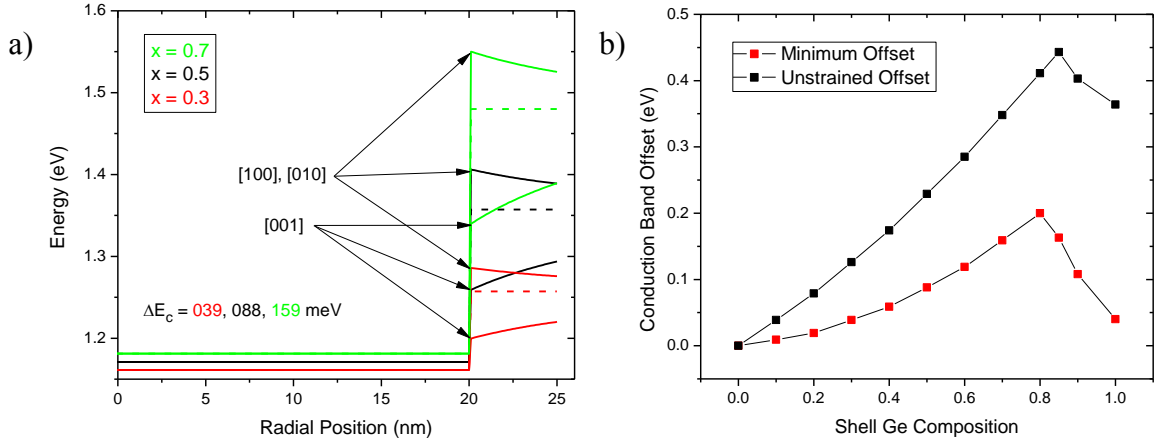 a)
1.6
1.5
1.4
1.3
1.2
Energy (eV)
x = 0.7
x = 0.5
x = 0.3
[100], [010]
[001]
ΔEc = 039, 088, 159 meV
0 5 10 15 20 25
Radial Position (nm)
b)
0.5
0.4
0.3
0.2
0.1
0.0
Conduction Band Offset (eV)
Minimum Offset
Unstrained Offset
0.0 0.2 0.4 0.6 0.8 1.0
Shell Ge Composition